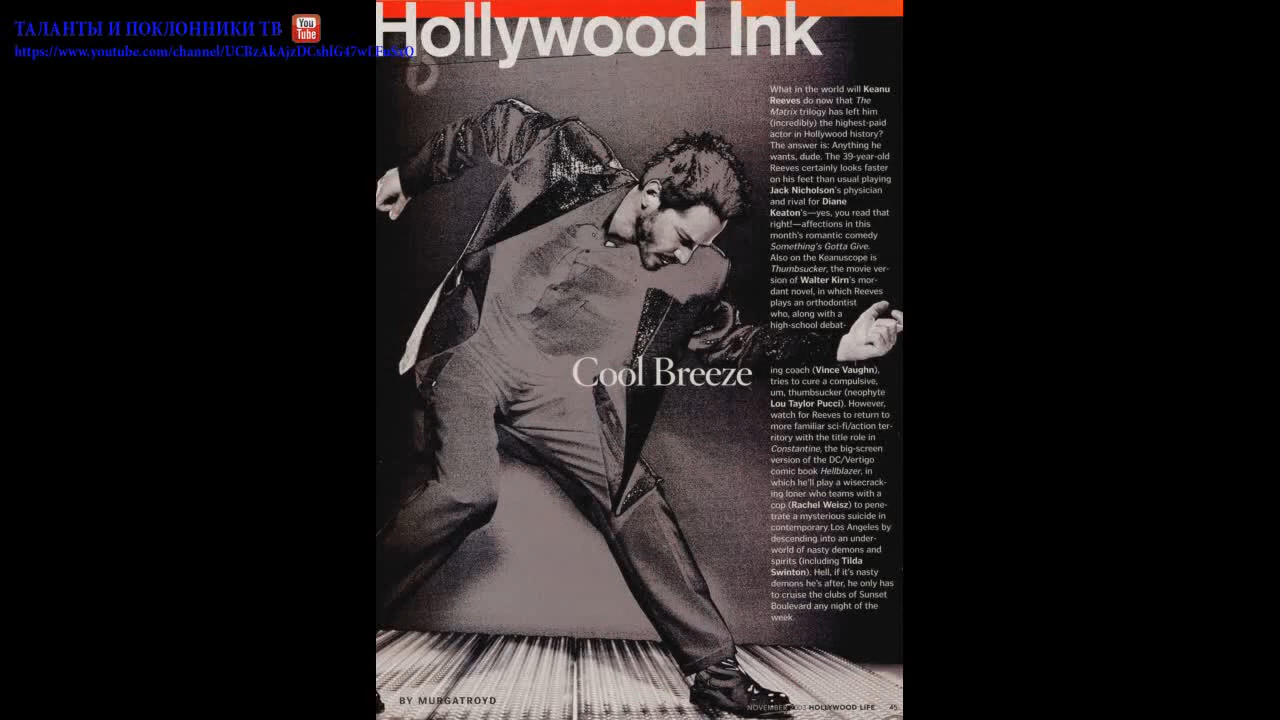 ТАЛАНТЫ И ПОКЛОННИКИ ТВ
You
Tube
Hollywood Ink
What in the world will Keanu
Reeves do now that The
Matrix trilogy has left him
(incredibly) the highest-paid
actor in Hollywood history?
The answer is: Anything he
wants, dude. The 39-year-old
Reeves certainly looks faster
on his feet than usual playing
Jack Nicholson's physician
and rival for Diane
Keaton's—yes, you read that
right!—affections in this
month's romantic comedy
Something's Gotta Give.
Also on the Keanuscope is
Thumbsucker, the movie ver-
sion of Walter Kirn's mor-
dant novel, in which Reeves
plays an orthodontist
who, along with a
high-school debat-
ing coach (Vince Vaughn),
tries to cure a compulsive,
um, thumbsucker (neophyte
Lou Taylor Pucci). However,
watch for Reeves to return to
more familiar sci-fi/action ter-
ritory with the title role in
Constantine, the big-screen
version of the DC/Vertigo
comic book Hellblazer, in
which he'll play a wisecrack-
ing loner who teams with a
cop (Rachel Weisz) to pene-
trate a mysterious suicide in
contemporary Los Angeles by
descending into an under-
world of nasty demons and
spirits (including Tilda
Swinton). Hell, if it's nasty
demons he's after, he only has
to cruise the clubs of Sunset
Boulevard any night of the
week.
Cool Breeze
BY MURGATROYD
NOVEMBER 2003 HOLLYWOOD LIFE 45